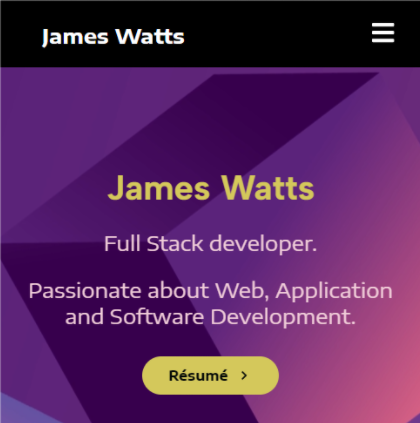 James Watts
James Watts
Full Stack developer.
Passionate about Web, Application
and Software Development.
Résumé